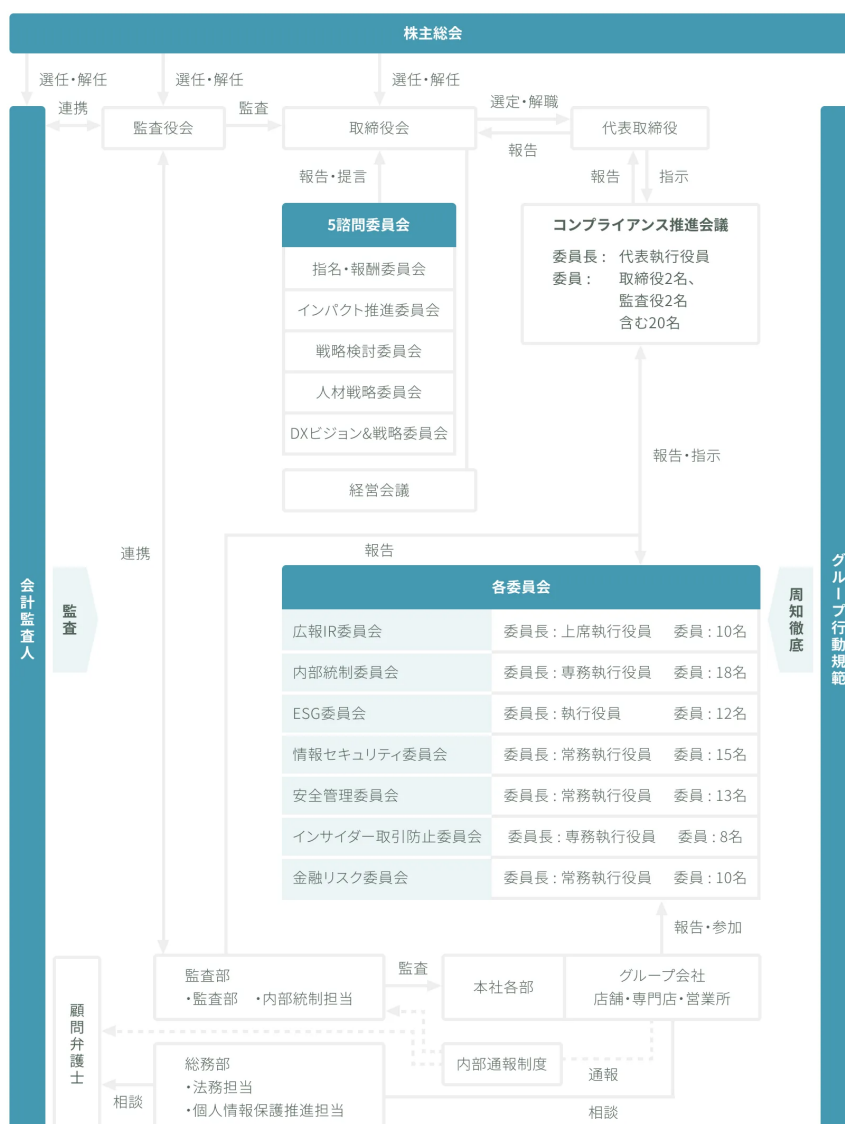 株主総会
選任・解任
選任・解任
選任・解任
連携
監査役会
監査
取締役会
選定・解職
報告
代表取締役
報告・提言
報告
指示
5諮問委員会
指名・報酬委員会
インパクト推進委員会
戦略検討委員会
人材戦略委員会
DXビジョン&戦略委員会
経営会議
コンプライアンス推進会議
委員長： 代表執行役員
委員： 取締役2名、
監査役2名
含む20名
報告・指示
連携
報告
会計監査人
監査
周知徹底
グループ行動規範
各委員会
広報IR委員会 委員長：上席執行役員 委員：10名
内部統制委員会 委員長：専務執行役員 委員：18名
ESG委員会 委員長：執行役員 委員：12名
情報セキュリティ委員会 委員長：常務執行役員 委員：15名
安全管理委員会 委員長：常務執行役員 委員：13名
インサイダー取引防止委員会 委員長：専務執行役員 委員：8名
金融リスク委員会 委員長：常務執行役員 委員：10名
報告・参加
監査部
・監査部 ・内部統制担当
監査
本社各部
グループ会社
店舗・専門店・営業所
顧問弁護士
内部通報制度
通報
総務部
・法務担当
・個人情報保護推進担当
相談
相談